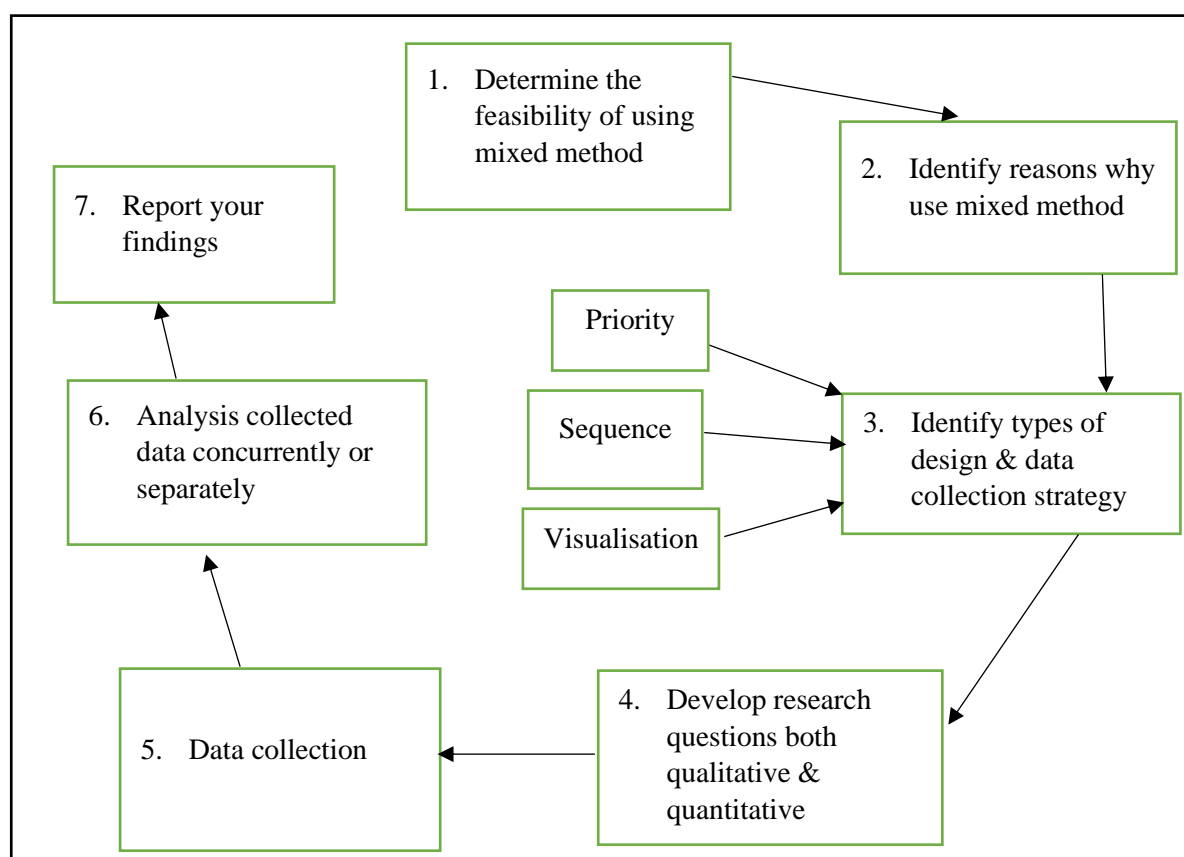 1. Determine the
feasibility of using
mixed method
2. Identify reasons why
use mixed method
Priority
Sequence
Visualisation
3. Identify types of
design & data
collection strategy
4. Develop research
questions both
qualitative &
quantitative
5. Data collection
6. Analysis collected
data concurrently or
separately
7. Report your
findings